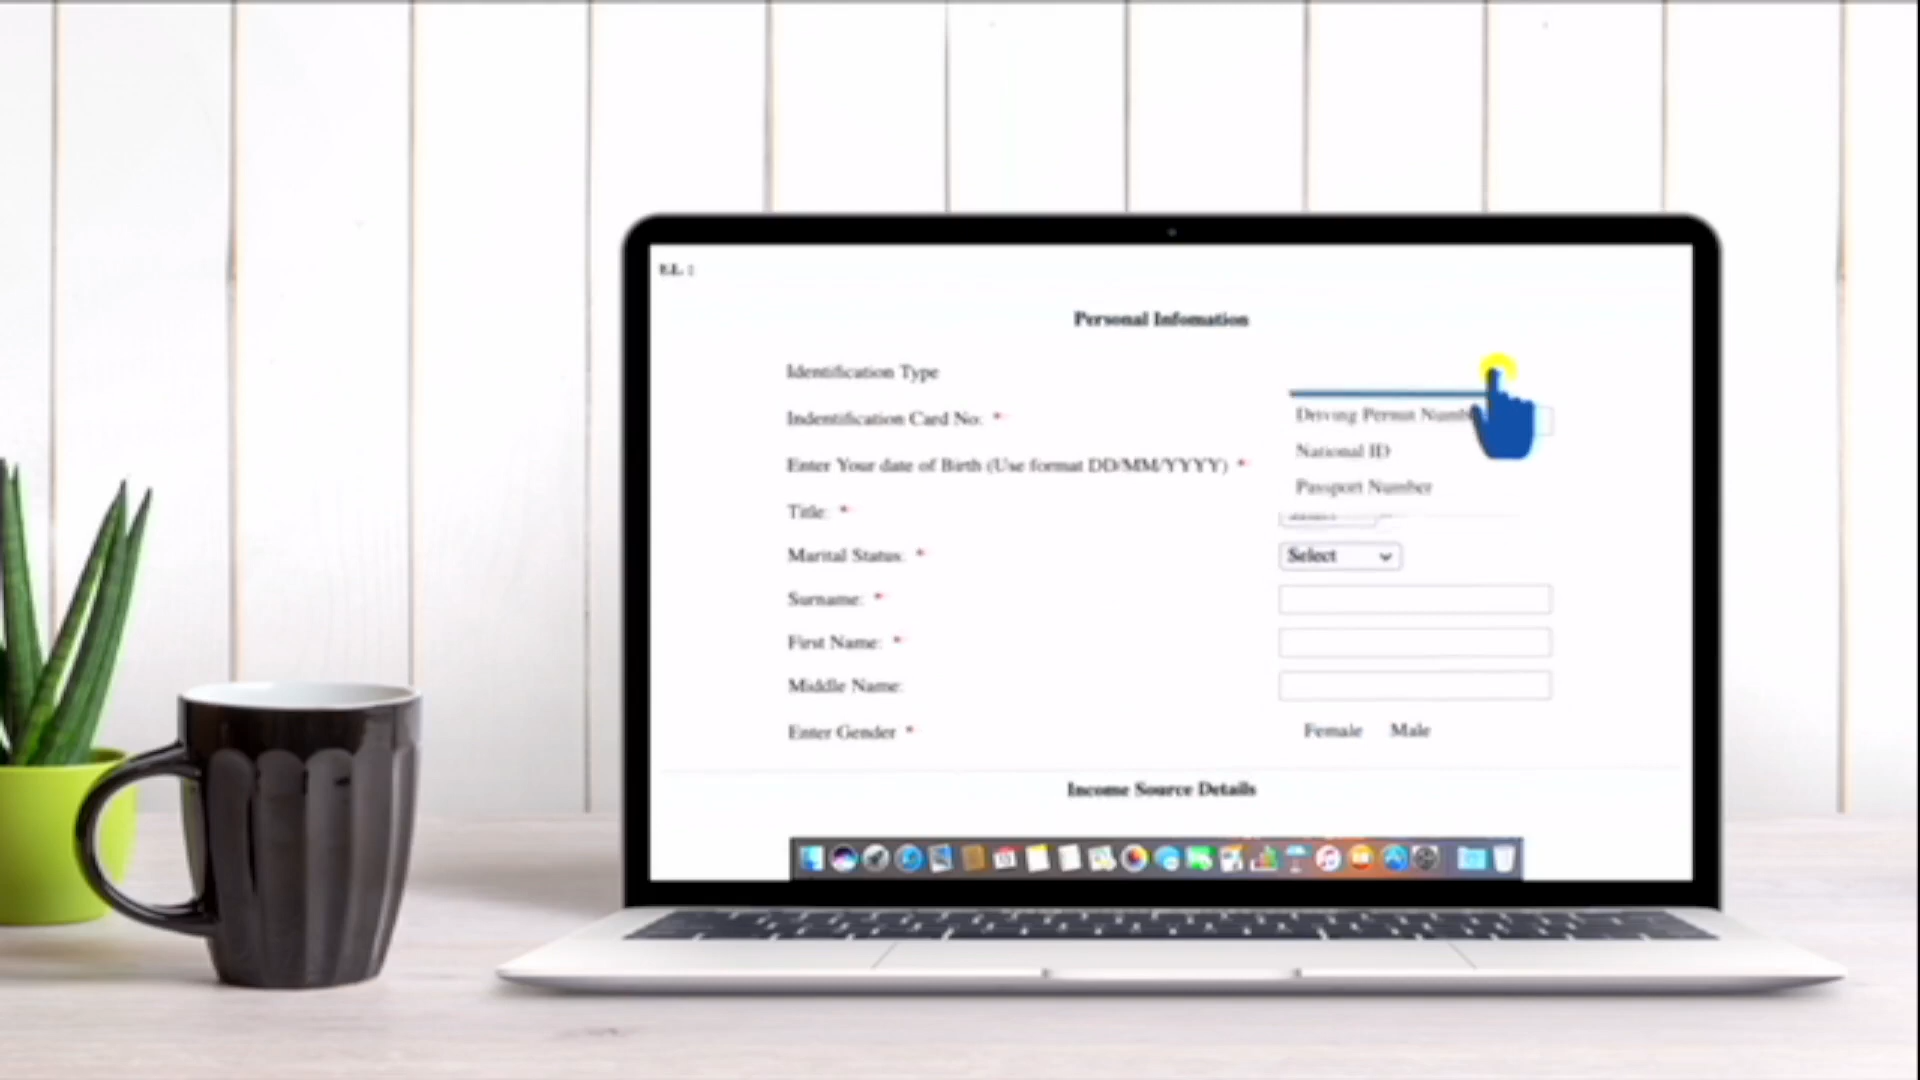 Personal Infomation
Identification Type
Indentification Card No: *
Driving Permit
National ID
Enter Your date of Birth (Use format DD/MM/YYYY) *
Passport Number
Title: *
Marital Status: *
Select
Surname: *
First Name: *
Middle Name:
Enter Gender *
Female Male
Income Source Details